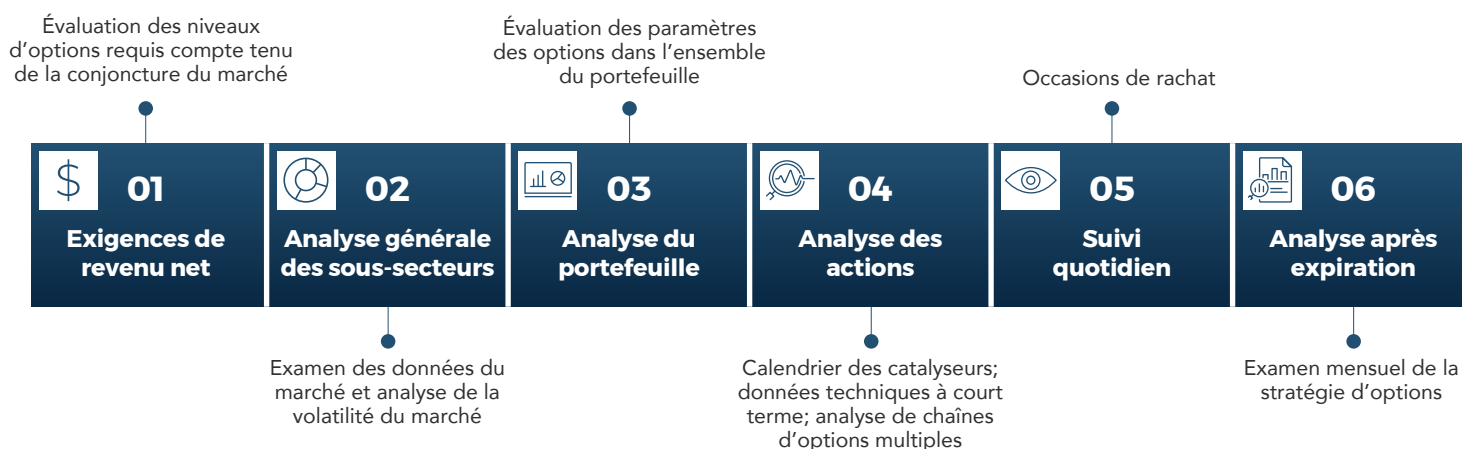 Évaluation des niveaux
d'options requis compte tenu
de la conjoncture du marché
Évaluation des paramètres
des options dans l'ensemble
du portefeuille
Occasions de rachat
$
01
Exigences de
revenu net
02
Analyse générale
des sous-secteurs
03
Analyse du
portefeuille
04
Analyse des
actions
05
Suivi
quotidien
06
Analyse après
expiration
Examen des données du
marché et analyse de la
volatilité du marché
Calendrier des catalyseurs;
données techniques à court
terme; analyse de chaînes
d'options multiples
Examen mensuel de la
stratégie d'options